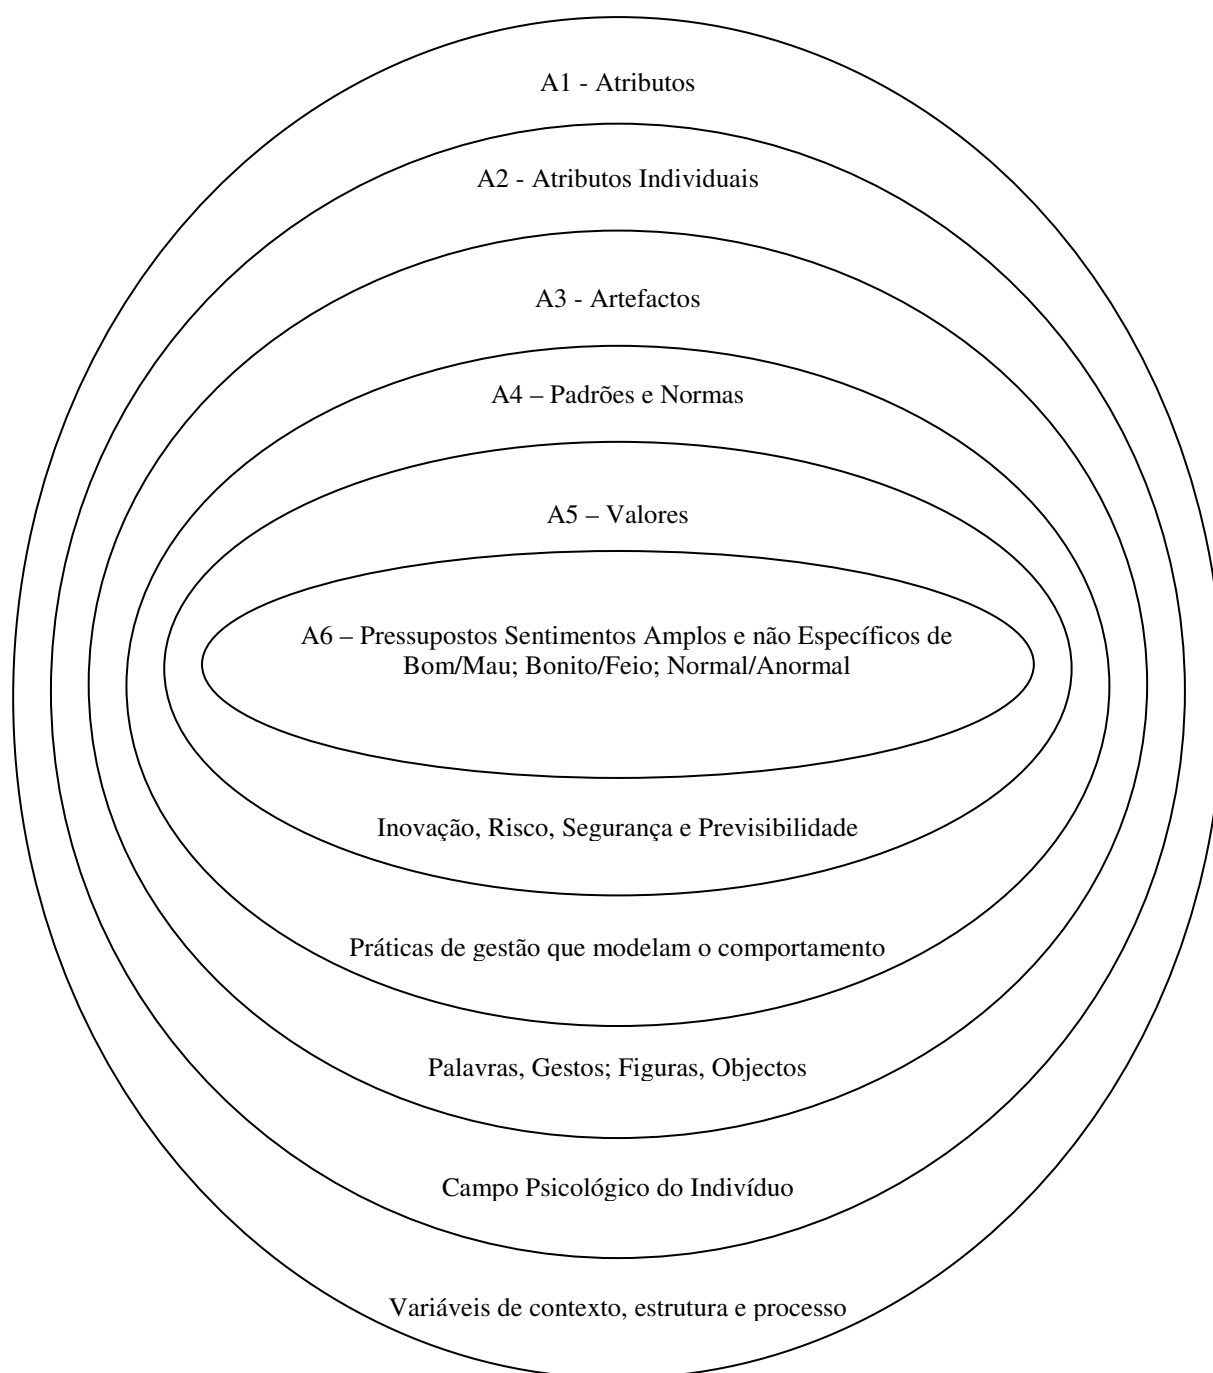 A1 - Atributos
A2 - Atributos Individuais
A3 - Artefactos
A4 – Padrões e Normas
A5 – Valores
A6 – Pressupostos Sentimentos Amplos e não Específicos de
Bom/Mau; Bonito/Feio; Normal/Anormal
Inovação, Risco, Segurança e Previsibilidade
Práticas de gestão que modelam o comportamento
Palavras, Gestos; Figuras, Objectos
Campo Psicológico do Indivíduo
Variáveis de contexto, estrutura e processo